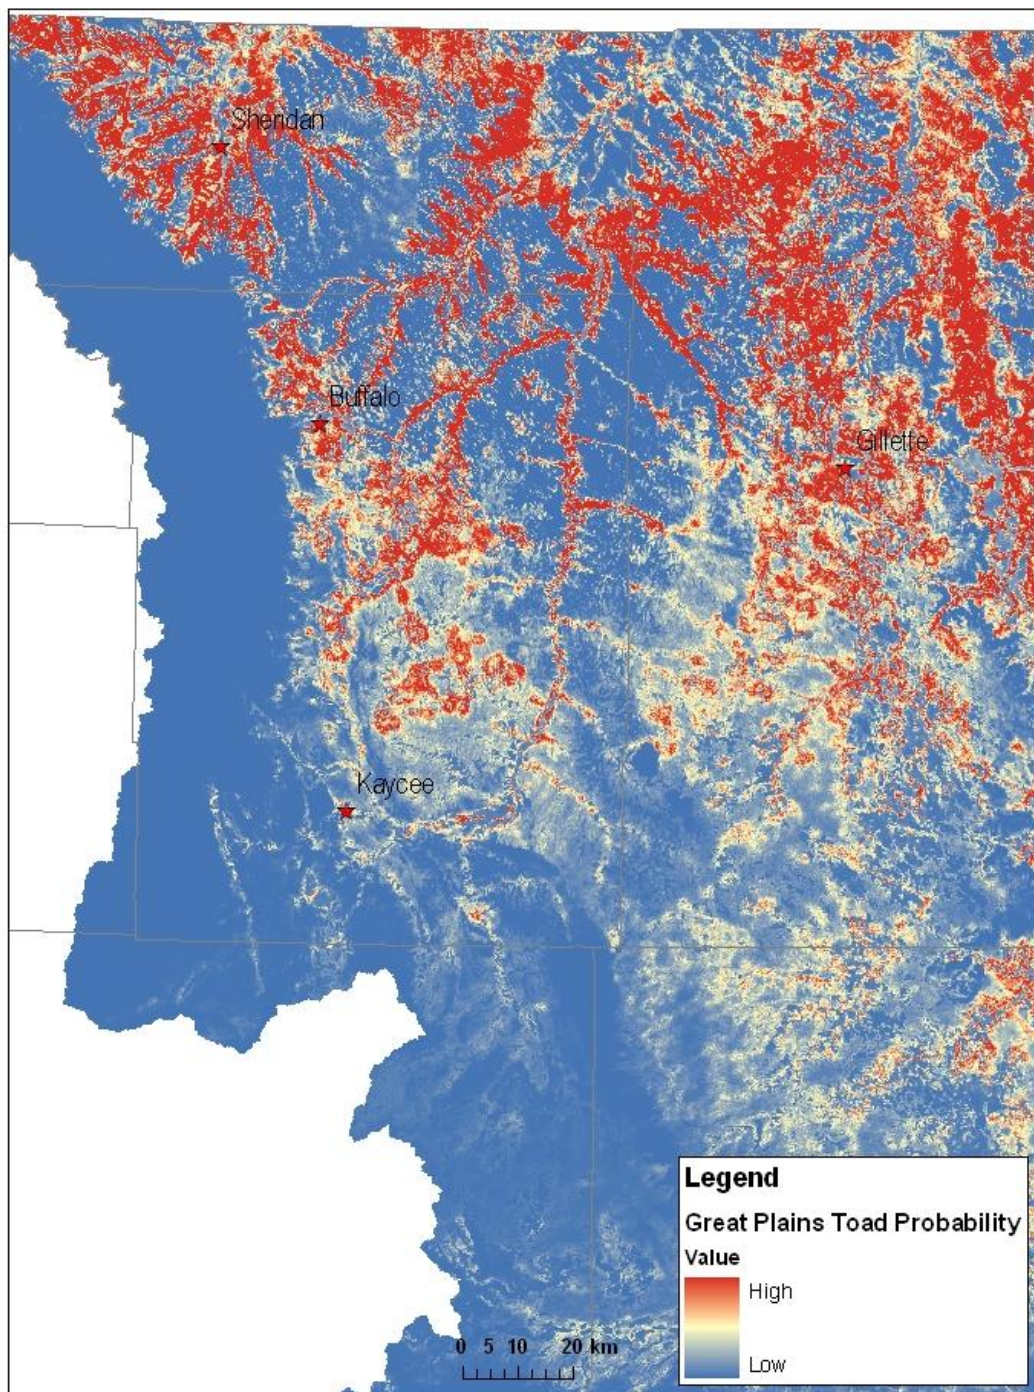 Sheridan
Buffalo
Gillette
Kaycee
Legend
Great Plains Toad Probability
Value
High
Low
0 5 10 20 km